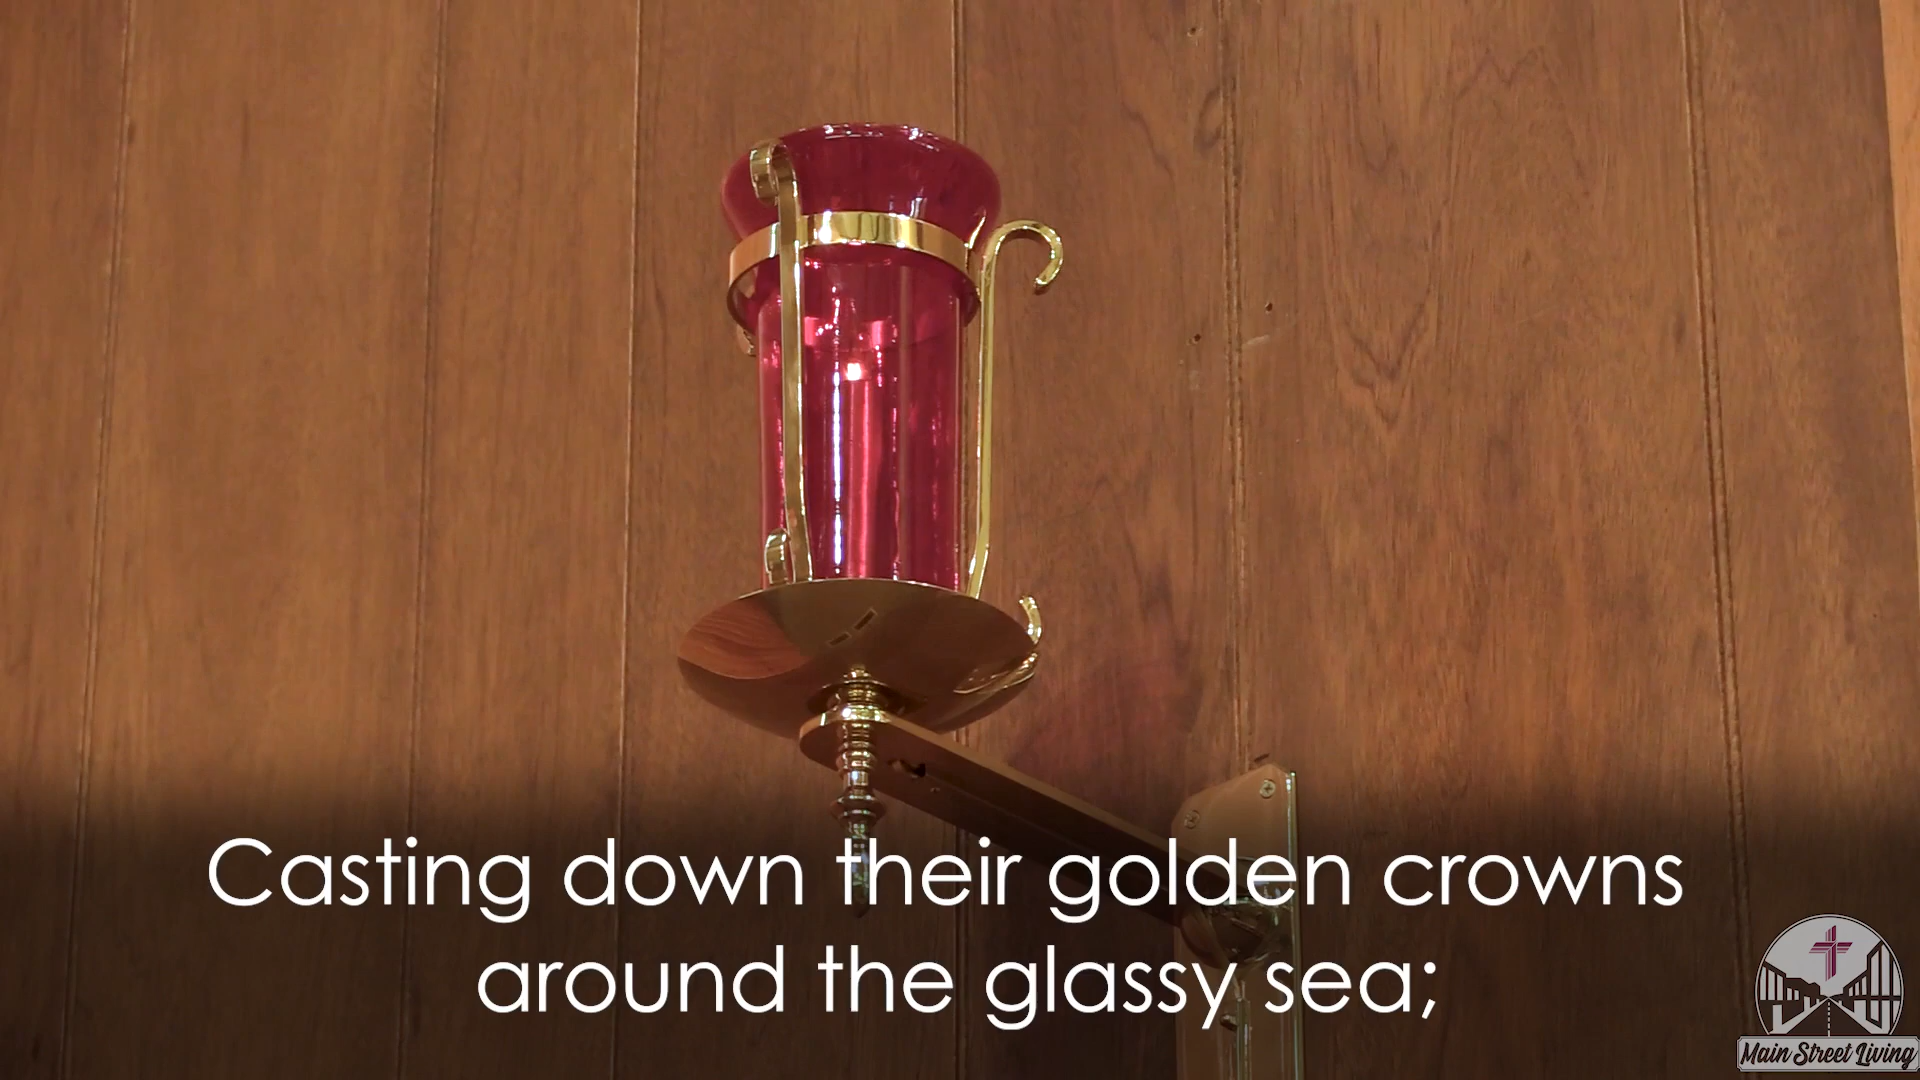 Casting down their golden crowns
around the glassy sea;
Main Street Living